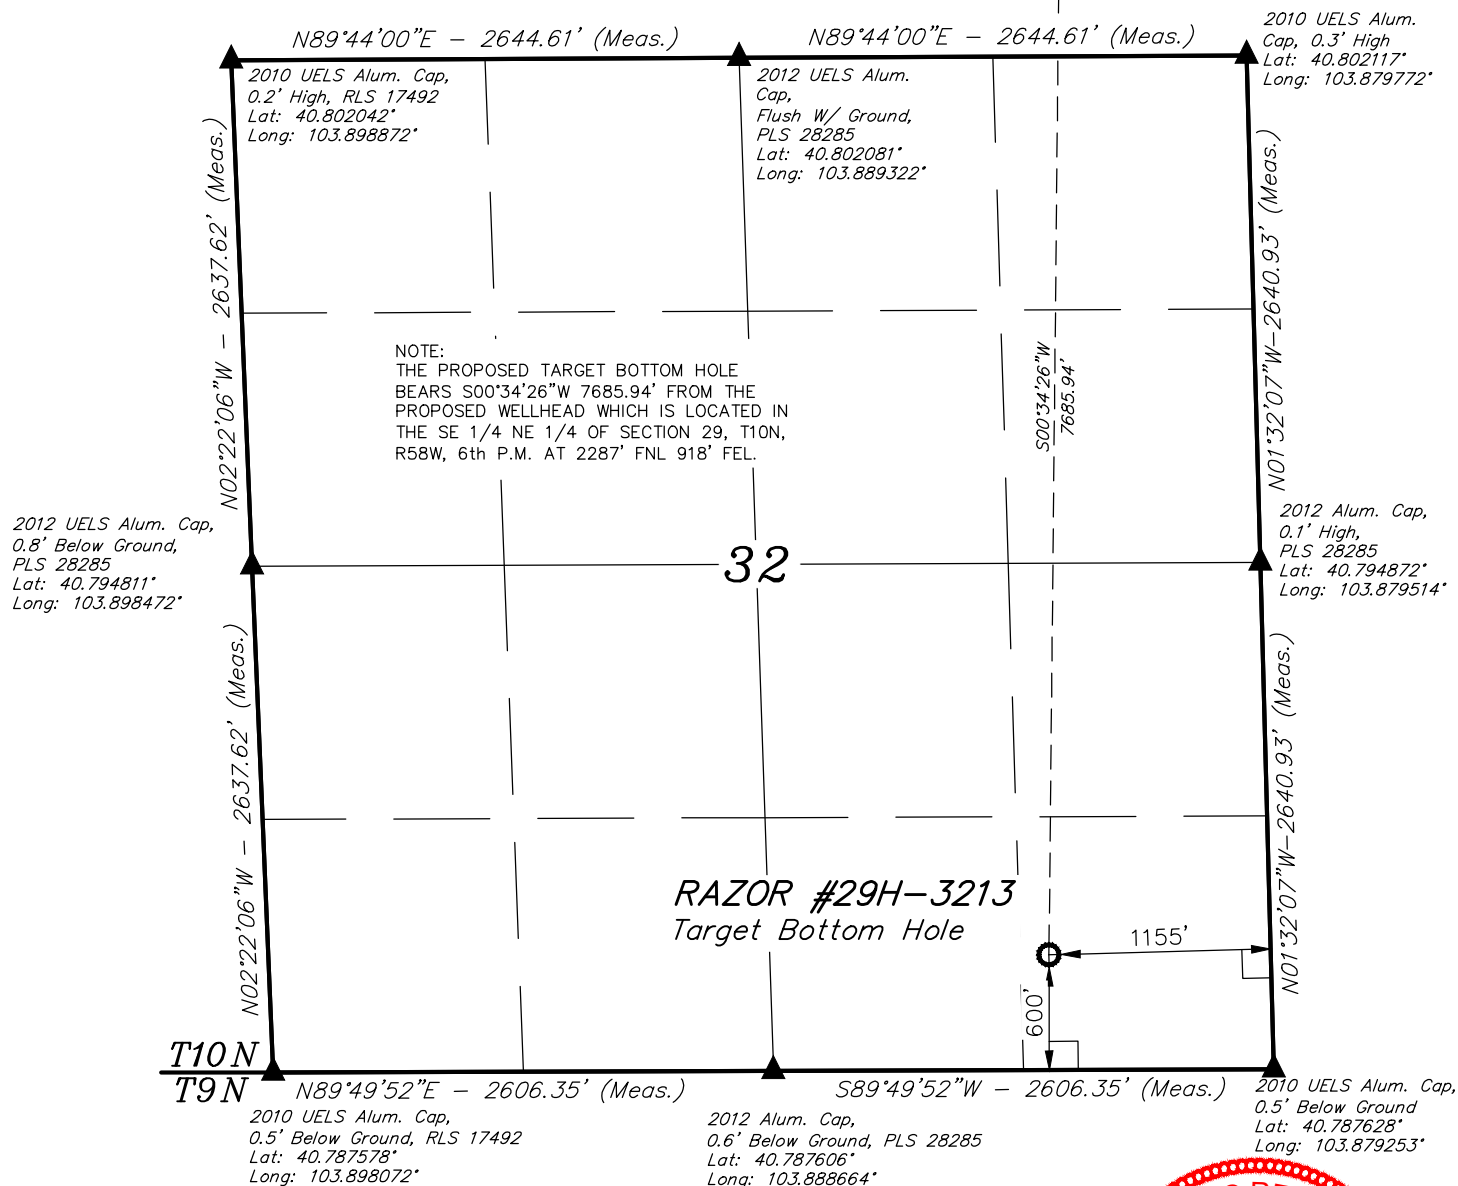 N89°44'00"E - 2644.61' (Meas.)
N89°44'00"E - 2644.61' (Meas.)
2010 UELS Alum.
Cap, 0.3' High
Lat: 40.802117°
Long: 103.879772°
2010 UELS Alum. Cap,
0.2' High, RLS 17492
Lat: 40.802042°
Long: 103.898872°
2012 UELS Alum.
Cap,
Flush W/ Ground,
PLS 28285
Lat: 40.802081°
Long: 103.889322°
N02°22'06"W - 2637.62' (Meas.)
N01°32'07"W-2640.93' (Meas.)
NOTE:
THE PROPOSED TARGET BOTTOM HOLE
BEARS S00°34'26"W 7685.94' FROM THE
PROPOSED WELLHEAD WHICH IS LOCATED IN
THE SE 1/4 NE 1/4 OF SECTION 29, T10N,
R58W, 6th P.M. AT 2287' FNL 918' FEL.
S00°34'26"W
7685.94'
2012 UELS Alum. Cap,
0.8' Below Ground,
PLS 28285
Lat: 40.794811°
Long: 103.898472°
32
2012 Alum. Cap,
0.1' High,
PLS 28285
Lat: 40.794872°
Long: 103.879514°
N02°22'06"W - 2637.62' (Meas.)
N01°32'07"W-2640.93' (Meas.)
RAZOR #29H-3213
Target Bottom Hole
1155'
600'
T10N
T9N
N89°49'52"E - 2606.35' (Meas.)
S89°49'52"W - 2606.35' (Meas.)
2010 UELS Alum. Cap,
0.5' Below Ground, RLS 17492
Lat: 40.787578°
Long: 103.898072°
2012 Alum. Cap,
0.6' Below Ground, PLS 28285
Lat: 40.787606°
Long: 103.888664°
2010 UELS Alum. Cap,
0.5' Below Ground
Lat: 40.787628°
Long: 103.879253°